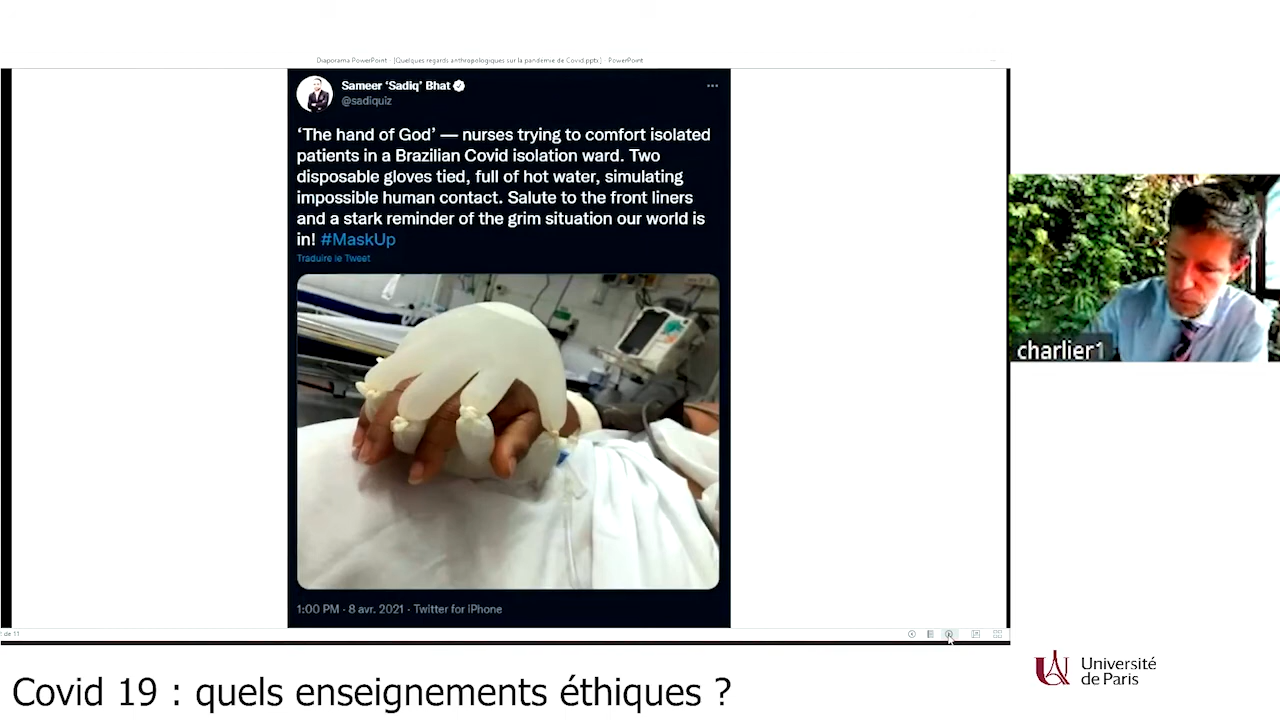 Diaporama PowerPoint - [Quelques regards anthropologiques sur la pandemie de Covid.pptx] - PowerPoint
Sameer ‘Sadiq’ Bhat
@sadiquiz
‘The hand of God’ — nurses trying to comfort isolated
patients in a Brazilian Covid isolation ward. Two
disposable gloves tied, full of hot water, simulating
impossible human contact. Salute to the front liners
and a stark reminder of the grim situation our world is
in! #MaskUp
Traduire le Tweet
1:00 PM · 8 avr. 2021 · Twitter for iPhone
charlier1
de 11
Covid 19 : quels enseignements éthiques ?
Université
de Paris